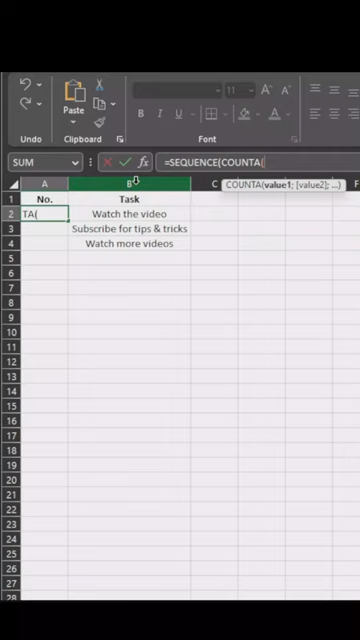 11
Paste
B I U
Undo
Clipboard
Font
SUM
=SEQUENCE(COUNTA(
COUNTA(value1; [value2]; ...)
A B C F
1 No. Task
2 TA( Watch the video
3 Subscribe for tips & tricks
4 Watch more videos
5
6
7
8
9
10
11
12
13
14
15
16
17
18
19
20
21
22
23
24
25
26
27
28